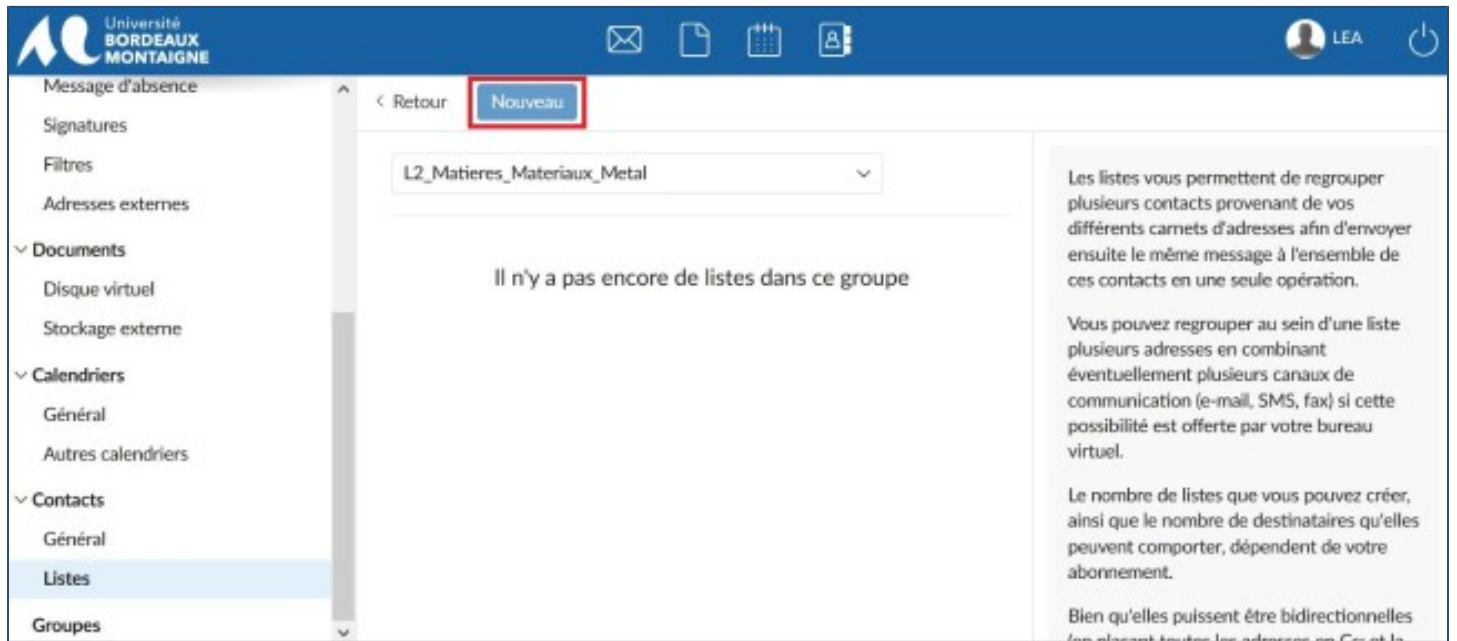 Université
BORDEAUX
MONTAIGNE
LEA
Message d'absence
Signatures
Filtres
Adresses externes
Documents
Disque virtuel
Stockage externe
Calendriers
Général
Autres calendriers
Contacts
Général
Listes
Groupes
< Retour
Nouveau
L2_Matieres_Materiaux_Metal
Il n'y a pas encore de listes dans ce groupe
Les listes vous permettent de regrouper
plusieurs contacts provenant de vos
différents carnets d'adresses afin d'envoyer
ensuite le même message à l'ensemble de
ces contacts en une seule opération.
Vous pouvez regrouper au sein d'une liste
plusieurs adresses en combinant
éventuellement plusieurs canaux de
communication (e-mail, SMS, fax) si cette
possibilité est offerte par votre bureau
virtuel.
Le nombre de listes que vous pouvez créer,
ainsi que le nombre de destinataires qu'elles
peuvent comporter, dépendent de votre
abonnement.
Bien qu'elles puissent être bidirectionnelles